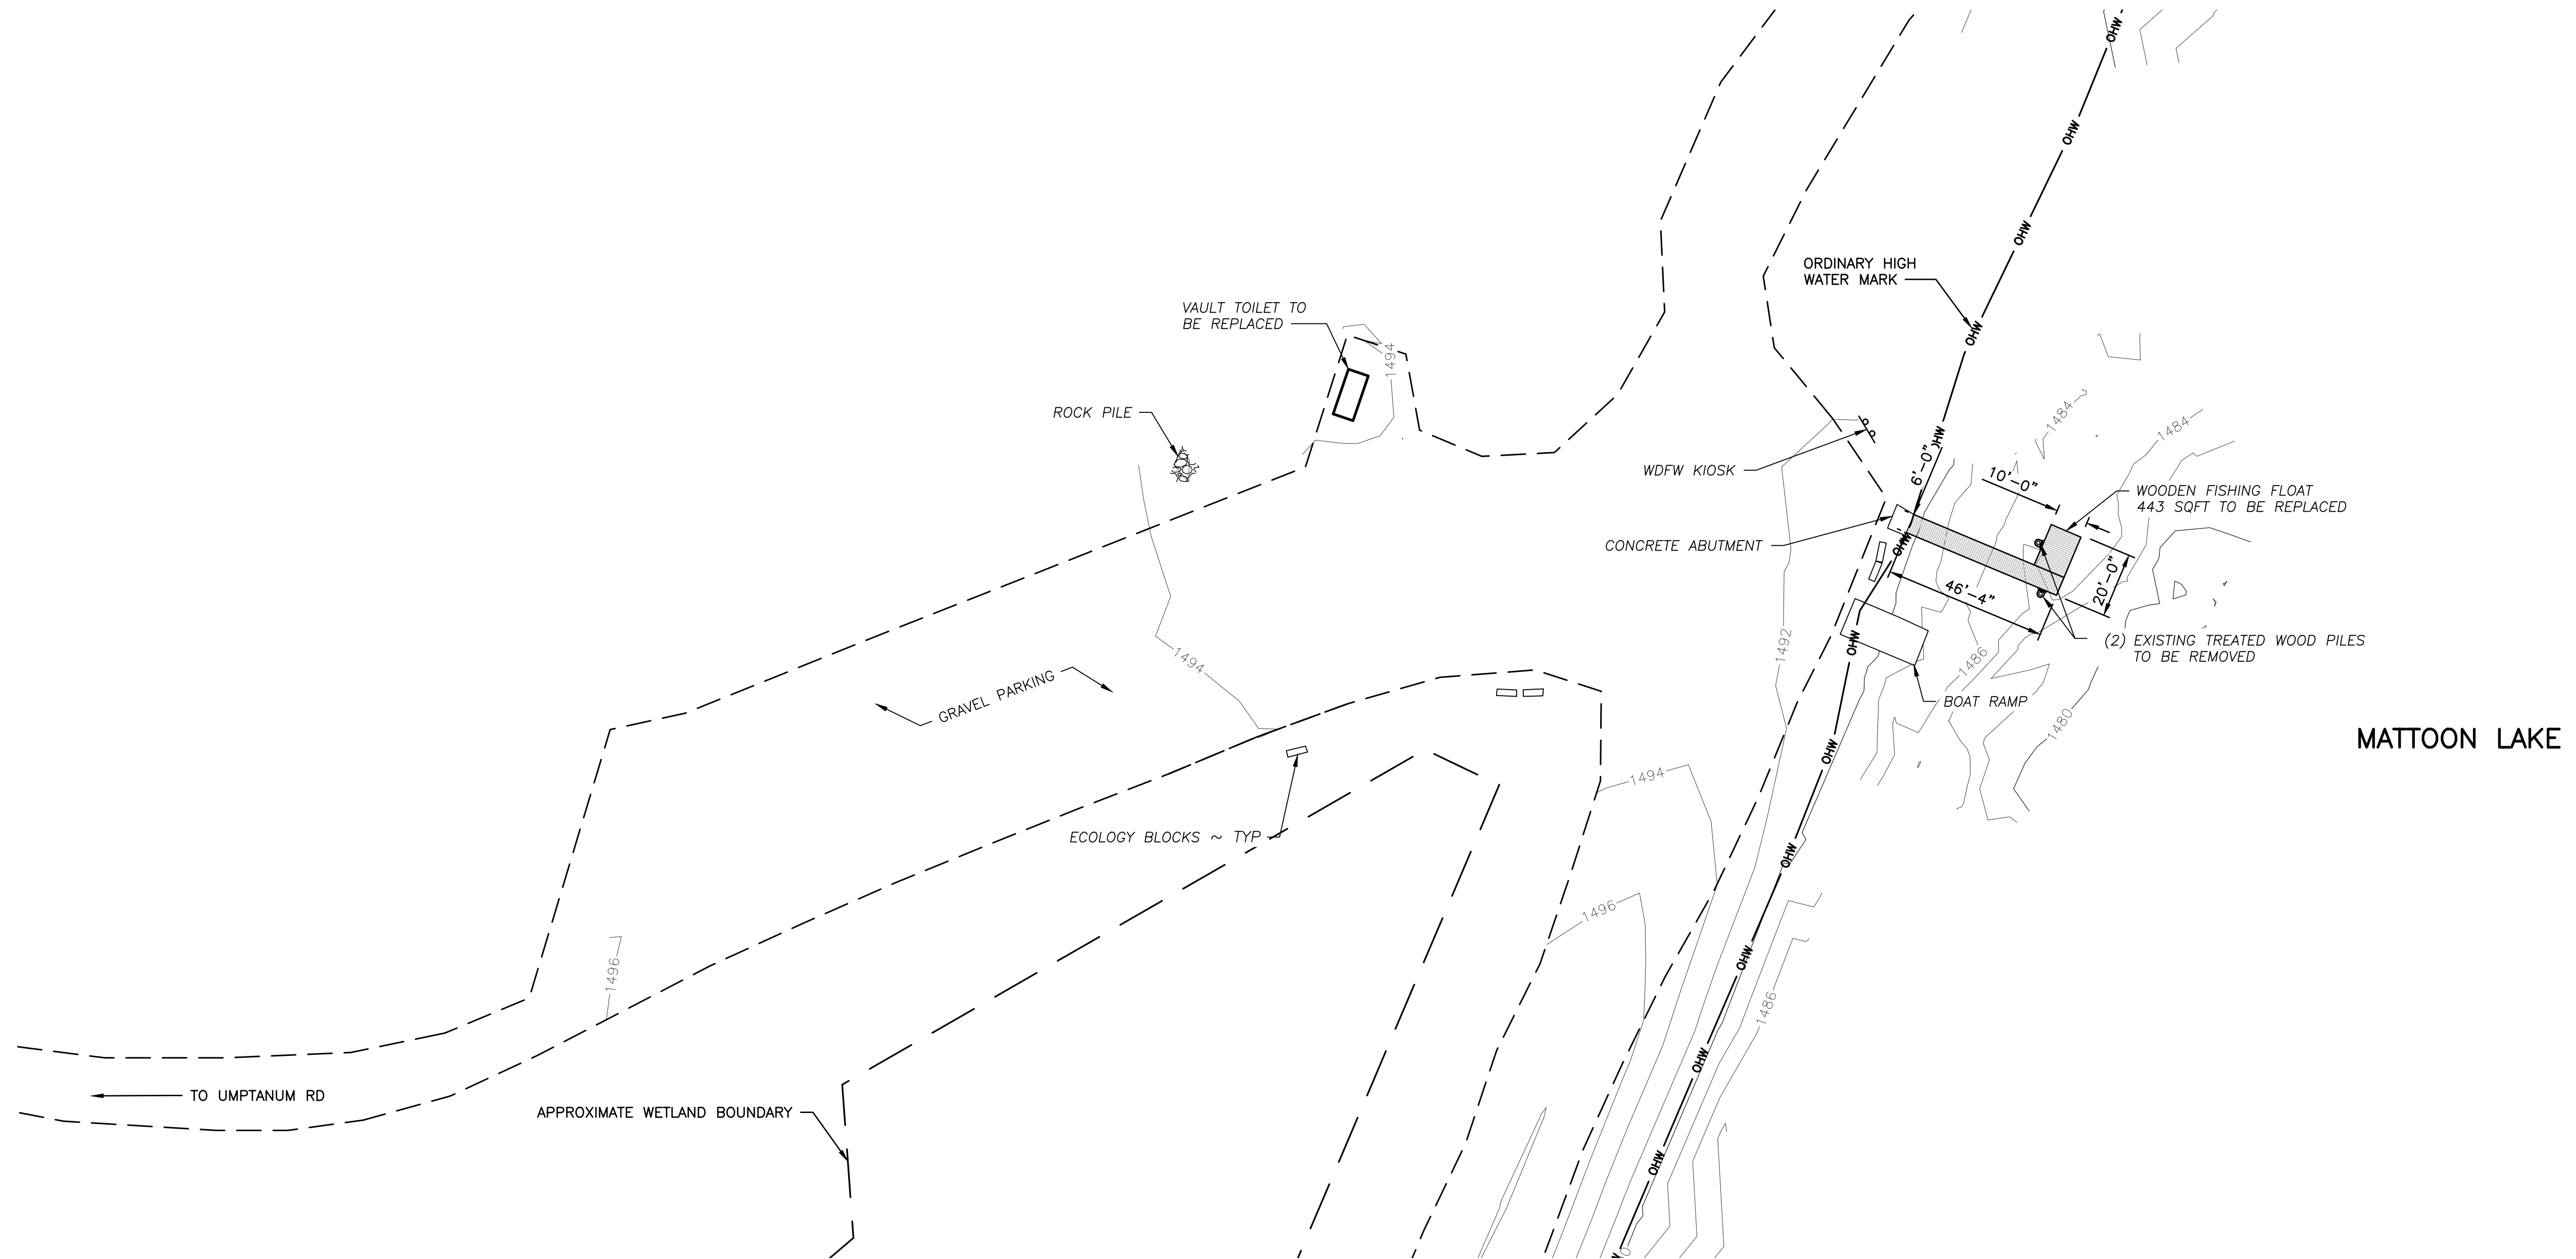 OHW
OHW
OHW
ORDINARY HIGH
WATER MARK
VAULT TOILET TO
BE REPLACED
OHW
1494
ROCK PILE
1484
1484
OHW
WDFW KIOSK
6'-0"
10'-0"
WOODEN FISHING FLOAT
443 SQFT TO BE REPLACED
CONCRETE ABUTMENT
OHW
46'-4"
20'-0"
(2) EXISTING TREATED WOOD PILES
TO BE REMOVED
1492
OHW
1486
1494
GRAVEL PARKING
BOAT RAMP
1480
MATTOON LAKE
OHW
1494
ECOLOGY BLOCKS ~ TYP
OHW
1496
1496
OHW
1486
OHW
TO UMPTANUM RD
APPROXIMATE WETLAND BOUNDARY
OHW